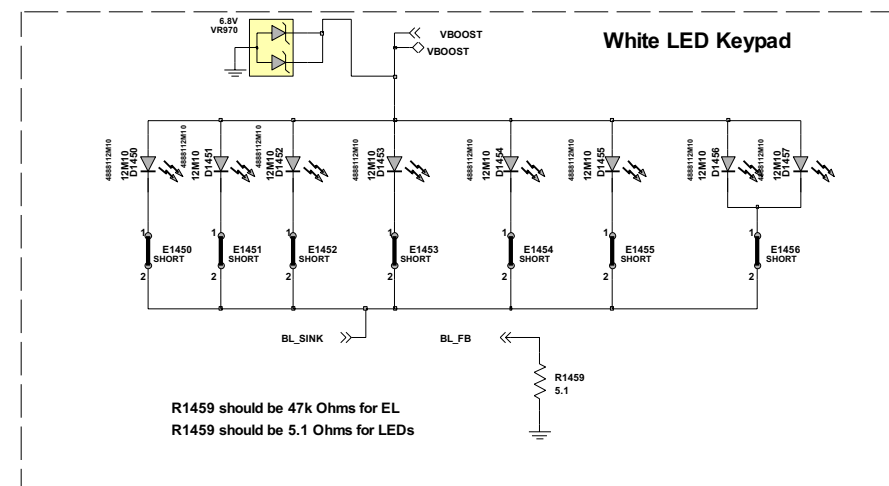 6.8V
VR970
VBOOST
VBOOST
White LED Keypad
4888112M10
12M10
D1450
4888112M10
12M10
D1451
4888112M10
12M10
D1452
4888112M10
12M10
D1453
4888112M10
12M10
D1454
4888112M10
12M10
D1455
4888112M10
12M10
D1456
4888112M10
12M10
D1457
1
E1450
SHORT
2
1
E1451
SHORT
2
1
E1452
SHORT
2
1
E1453
SHORT
2
1
E1454
SHORT
2
1
E1455
SHORT
2
1
E1456
SHORT
2
BL_SINK
BL_FB
R1459
5.1
R1459 should be 47k Ohms for EL
R1459 should be 5.1 Ohms for LEDs